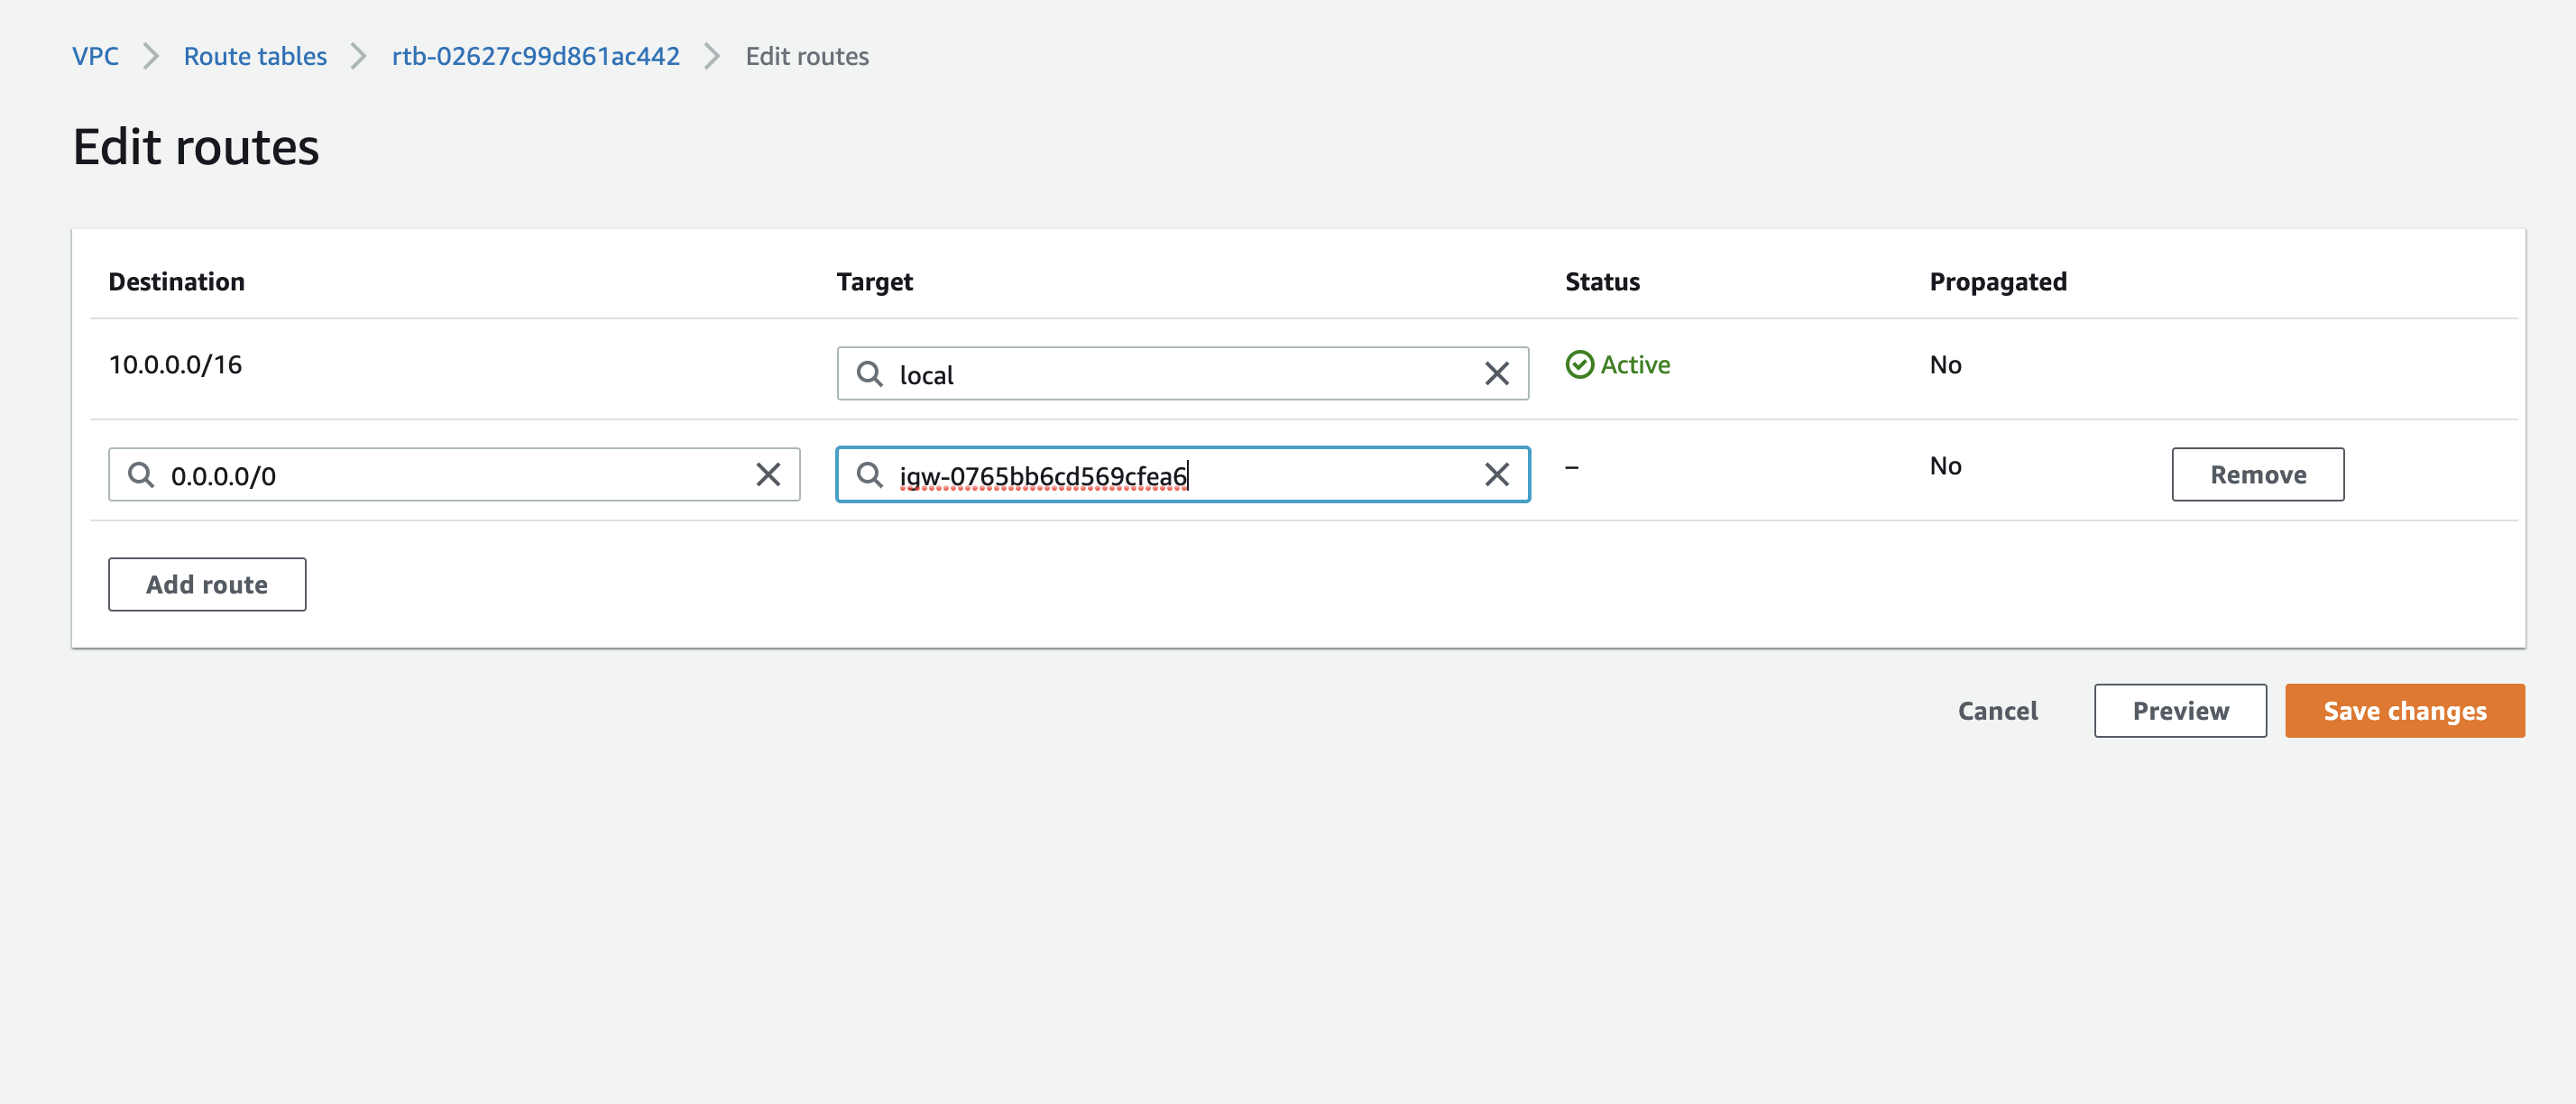 VPC Route tables rtb-02627c99d861ac442 Edit routes
Edit routes
Destination Target Status Propagated
10.0.0.0/16 local Active No
0.0.0.0/0 igw-0765bb6cd569cfea6 – No Remove
Add route
Cancel Preview Save changes